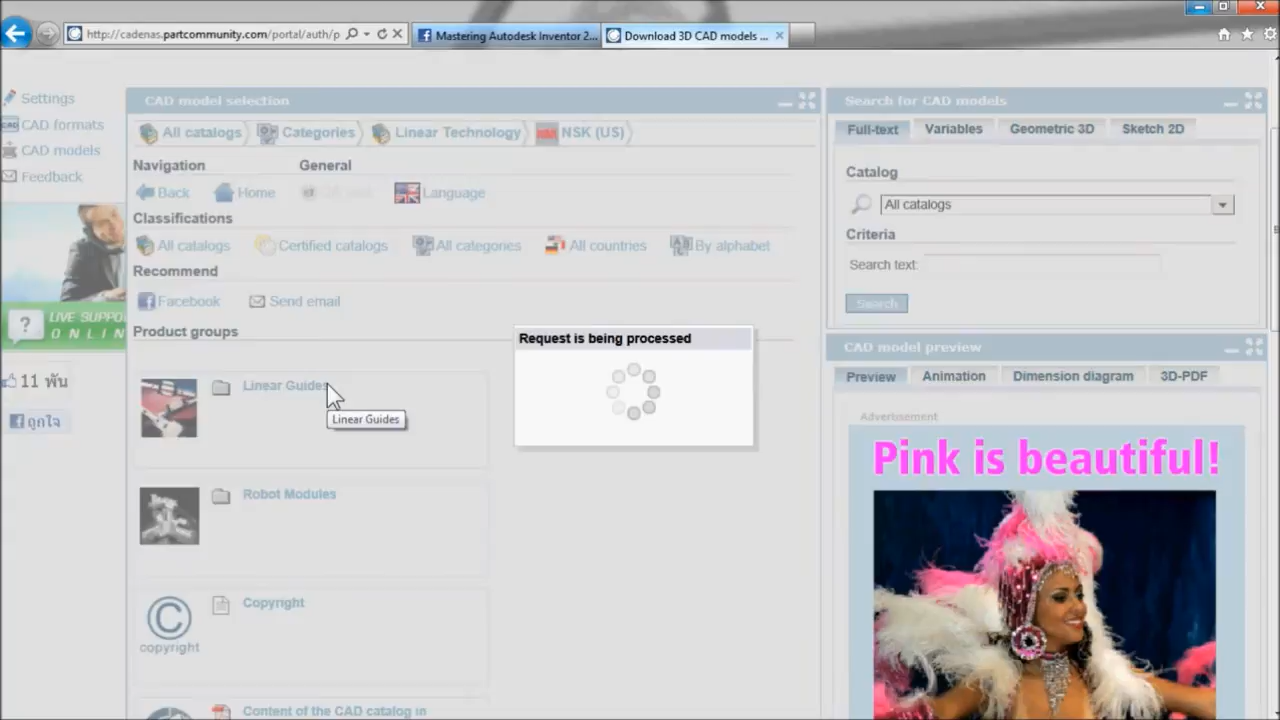 http://cadenas.partcommunity.com/portal/auth/p
Mastering Autodesk Inventor 2...
Download 3D CAD models ...
Settings
CAD formats
CAD models
Feedback
LIVE SUPPO
ONLIN
11 พัน
ถูกใจ
CAD model selection
All catalogs
Categories
Linear Technology
NSK (US)
Navigation
General
Back
Home
Language
Classifications
All catalogs
Certified catalogs
All categories
All countries
By alphabet
Recommend
Facebook
Send email
Product groups
Linear Guides
Linear Guides
Robot Modules
Copyright
copyright
Content of the CAD catalog in
Request is being processed
Search for CAD models
Full-text
Variables
Geometric 3D
Sketch 2D
Catalog
All catalogs
Criteria
Search text:
Search
CAD model preview
Preview
Animation
Dimension diagram
3D-PDF
Advertisement
Pink is beautiful!